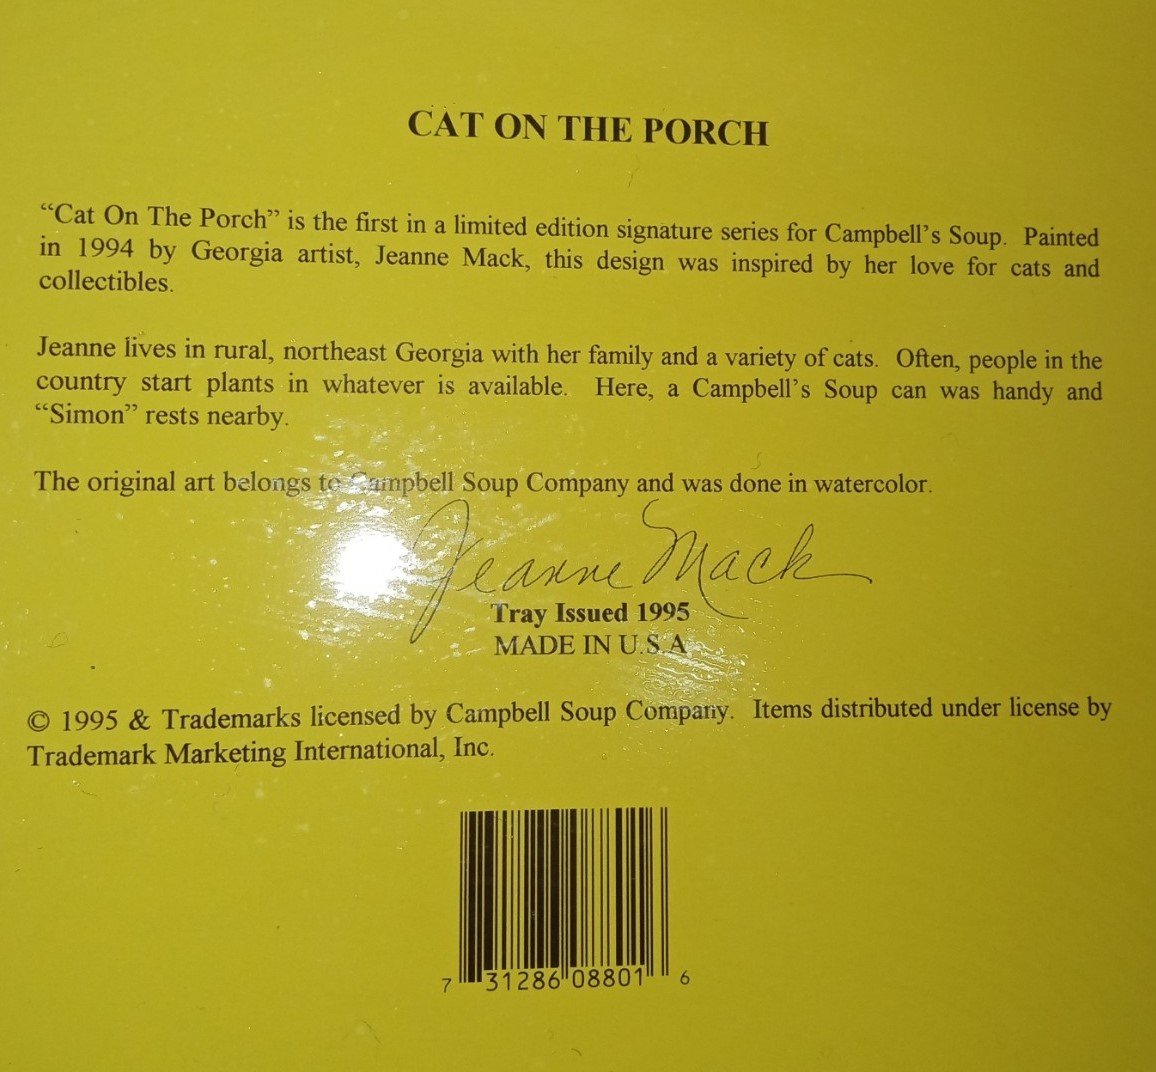 CAT ON THE PORCH
“Cat On The Porch” is the first in a limited edition signature series for Campbell’s Soup. Painted
in 1994 by Georgia artist, Jeanne Mack, this design was inspired by her love for cats and
collectibles.
Jeanne lives in rural, northeast Georgia with her family and a variety of cats. Often, people in the
country start plants in whatever is available. Here, a Campbell’s Soup can was handy and
“Simon” rests nearby.
The original art belongs to Campbell Soup Company and was done in watercolor.
Jeanne Mack
Tray Issued 1995
MADE IN U.S.A
© 1995 & Trademarks licensed by Campbell Soup Company. Items distributed under license by
Trademark Marketing International, Inc.
7 31286 08801 6